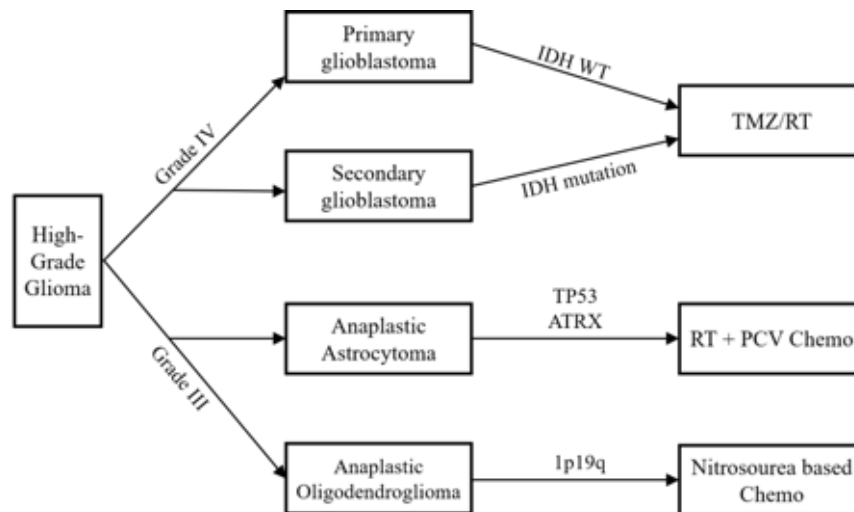 Primary
glioblastoma
IDH WT
TMZ/RT
Grade IV
Secondary
glioblastoma
IDH mutation
High-
Grade
Glioma
Anaplastic
Astrocytoma
TP53
ATRX
RT + PCV Chemo
Grade III
Anaplastic
Oligodendroglioma
1p19q
Nitrosourea based
Chemo